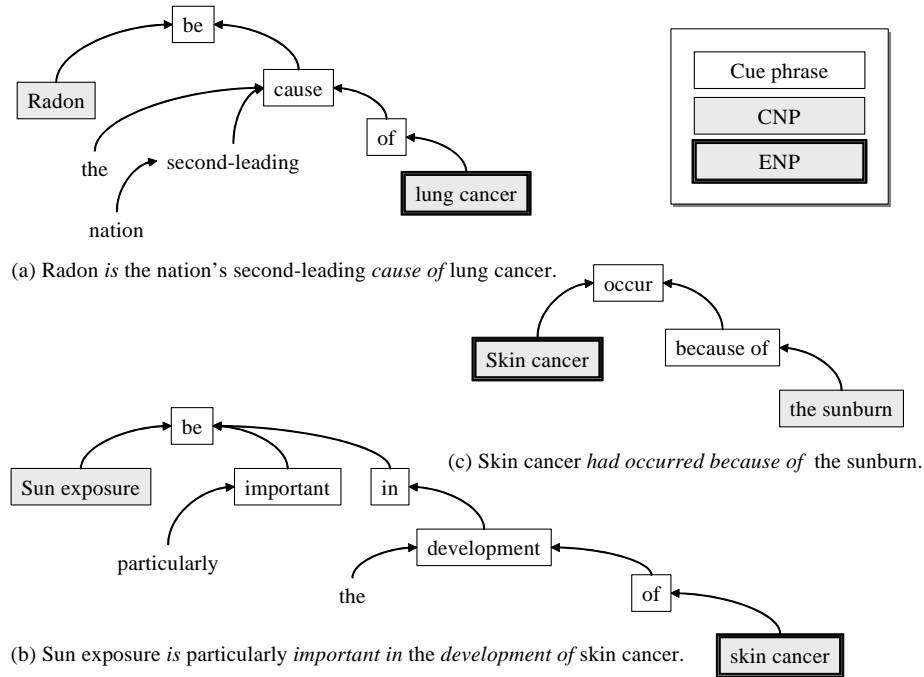 be
Radon
cause
the
second-leading
of
nation
lung cancer
Cue phrase
CNP
ENP
(a) Radon is the nation’s second-leading cause of lung cancer.
occur
Skin cancer
because of
the sunburn
(c) Skin cancer had occurred because of the sunburn.
be
Sun exposure
important
in
particularly
development
the
of
skin cancer
(b) Sun exposure is particularly important in the development of skin cancer.